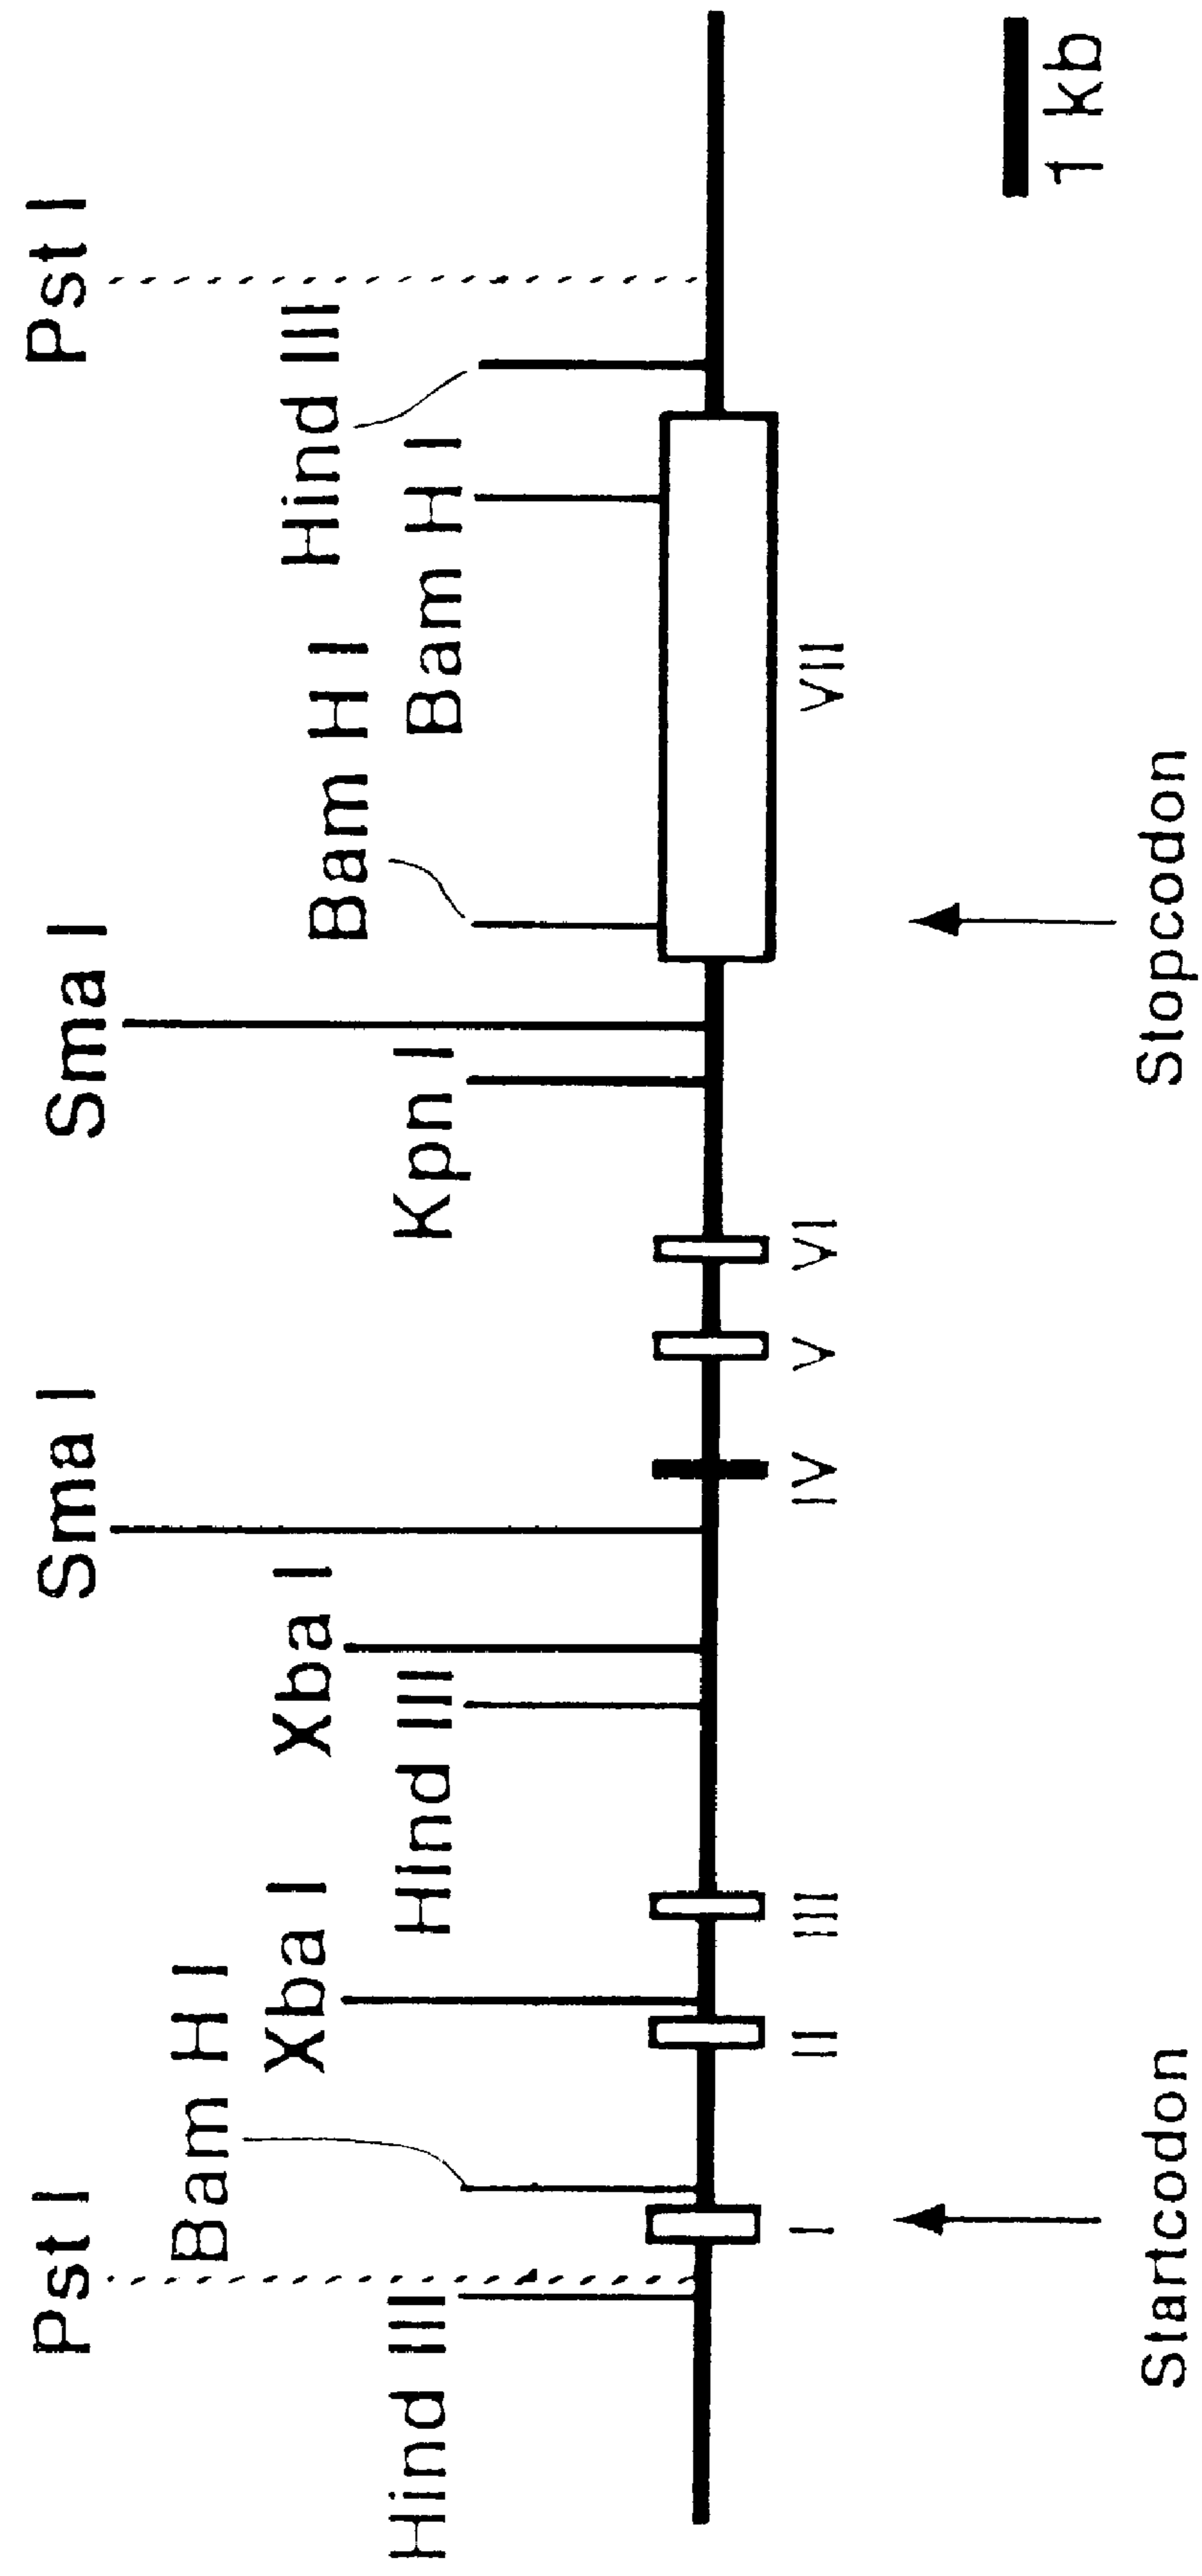 Pst I
Hind III
Bam H I
Xba I
Hind III
Xba I
Sma I
Kpn I
Sma I
Bam H I
Bam H I
Hind III
Pst I
I
II
III
IV
V
VI
VII
Startcodon
Stopcodon
1 kb